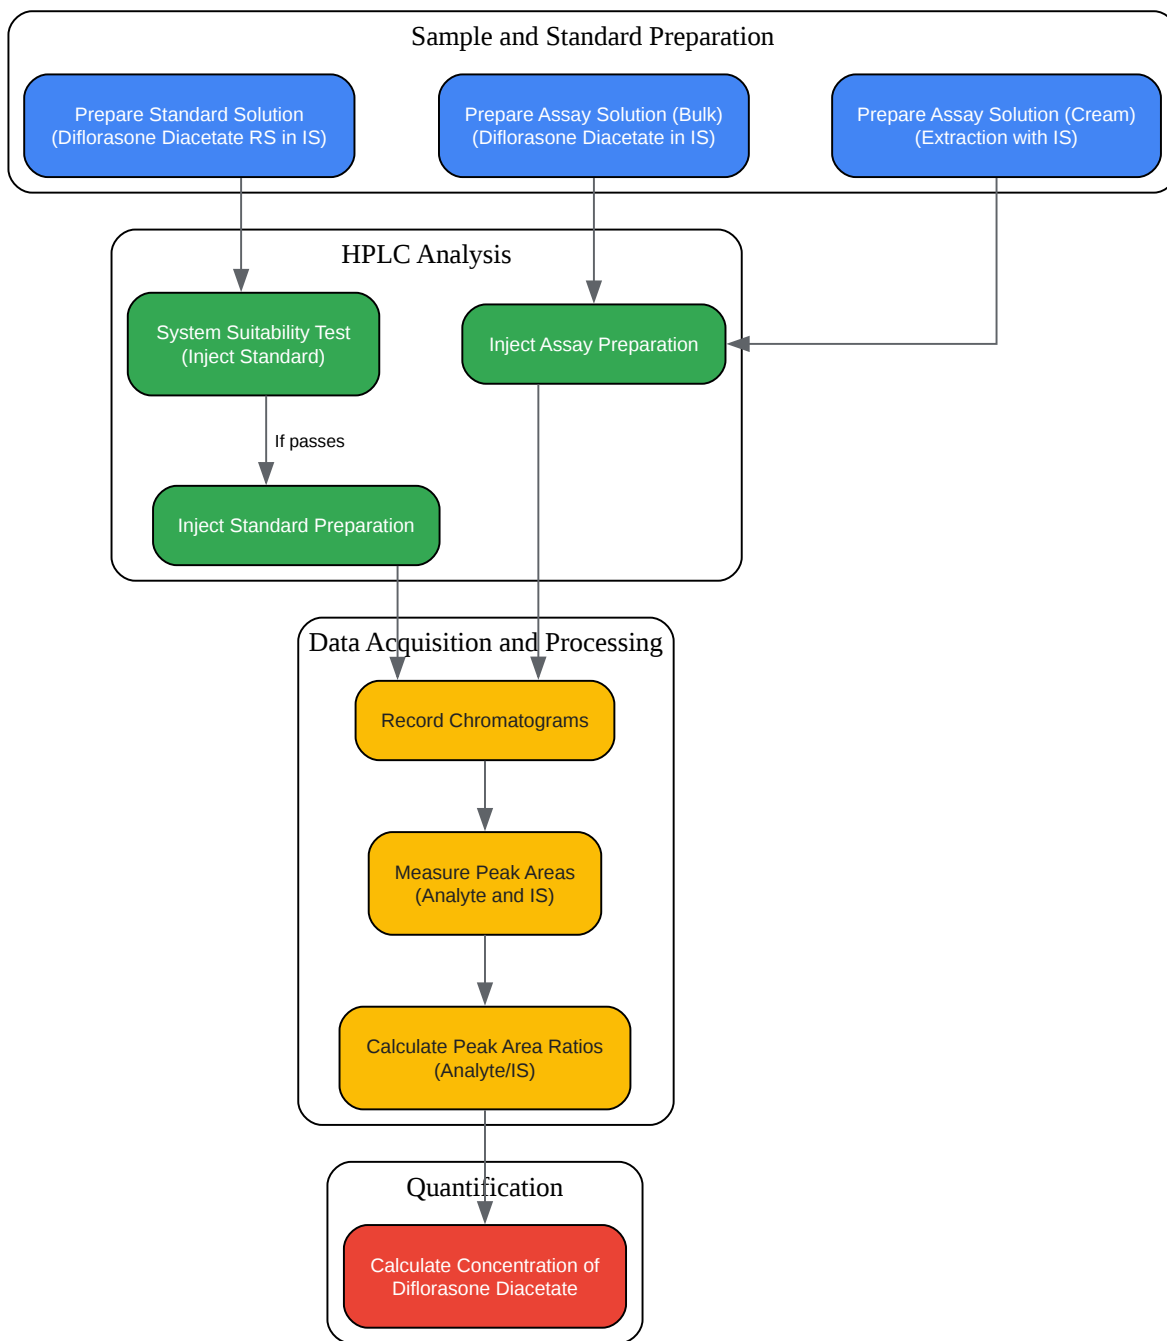 Sample and Standard Preparation
Prepare Standard Solution
(Diflorasone Diacetate RS in IS)
Prepare Assay Solution (Bulk)
(Diflorasone Diacetate in IS)
Prepare Assay Solution (Cream)
(Extraction with IS)
HPLC Analysis
System Suitability Test
(Inject Standard)
Inject Assay Preparation
If passes
Inject Standard Preparation
Data Acquisition and Processing
Record Chromatograms
Measure Peak Areas
(Analyte and IS)
Calculate Peak Area Ratios
(Analyte/IS)
Quantification
Calculate Concentration of
Diflorasone Diacetate